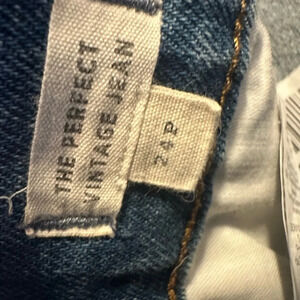 THE PERFECT
VINTAGE JEAN
24P